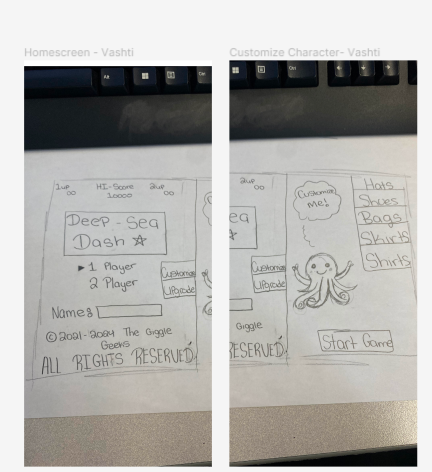 Homescreen - Vashti
Alt
Ctrl
1up
HI-Score
2up
00
10000
00
Deep-Sea
Dash
▶ 1 Player
2 Player
Customize
Upgrade
Name:
©2021-2024 The Giggle
Geeks
ALL RIGHTS RESERVED.
Customize Character- Vashti
Ctrl
2up
00
ea
Customize
Upgrade
Giggle
RESERVED.
Customize
Me!
Hats
Shoes
Bags
Skirts
Shirts
Start Game